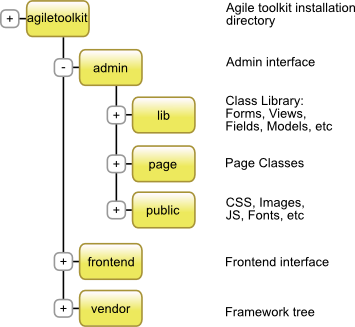 + agiletoolkit
Agile toolkit installation
directory
- admin
Admin interface
+ lib
Class Library:
Forms, Views,
Fields, Models, etc
+ page
Page Classes
+ public
CSS, Images,
JS, Fonts, etc
+ frontend
Frontend interface
+ vendor
Framework tree